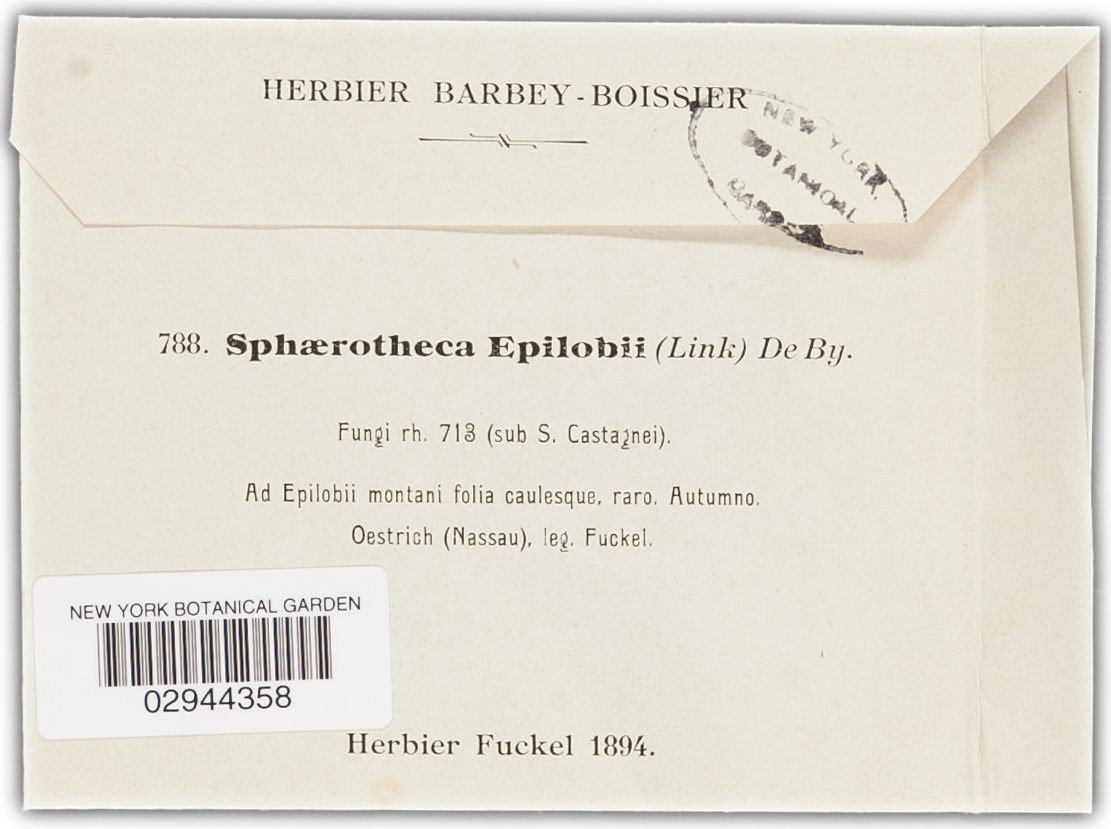 HERBIER BARBEY-BOISSIER
NEW YORK
BOTANICAL
GARDEN
788. Sphærotheca Epilobii (Link) De By.
Fungi rh. 713 (sub S. Castagnei).
Ad Epilobii montani folia caulesque, raro. Autumno.
Oestrich (Nassau), leg. Fuckel.
NEW YORK BOTANICAL GARDEN
02944358
Herbier Fuckel 1894.